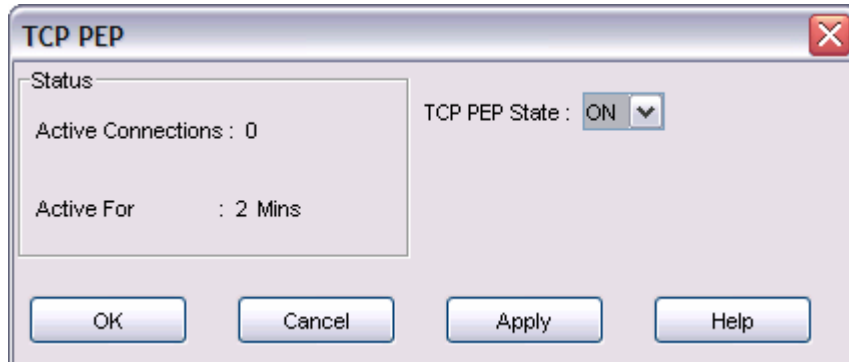 TCP PEP
Status
Active Connections : 0
Active For : 2 Mins
TCP PEP State : ON
OK
Cancel
Apply
Help